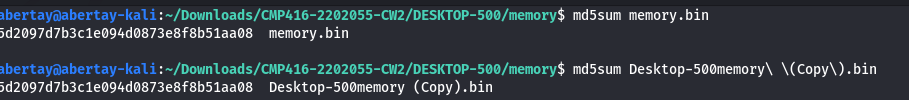 abertay@abertay-kali:~/Downloads/CMP416-2202055-CW2/DESKTOP-500/memory$ md5sum memory.bin
5d2097d7b3c1e094d0873e8f8b51aa08  memory.bin
abertay@abertay-kali:~/Downloads/CMP416-2202055-CW2/DESKTOP-500/memory$ md5sum Desktop-500memory\ \(Copy\).bin
5d2097d7b3c1e094d0873e8f8b51aa08  Desktop-500memory (Copy).bin